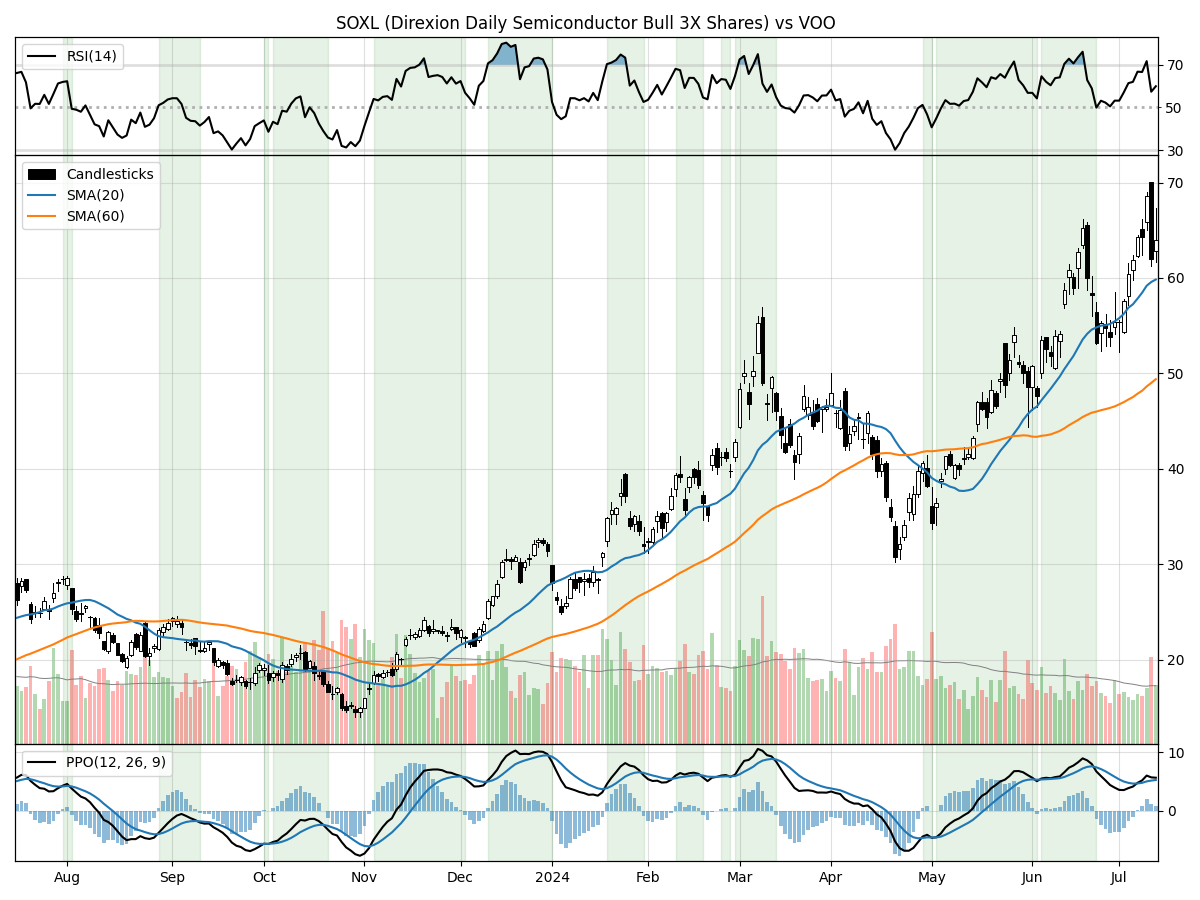 SOXL (Direxion Daily Semiconductor Bull 3X Shares) vs VOO
RSI(14)
70
50
30
Candlesticks
SMA(20)
SMA(60)
70
60
50
40
30
20
PPO(12, 26, 9)
10
0
Aug Sep Oct Nov Dec 2024 Feb Mar Apr May Jun Jul